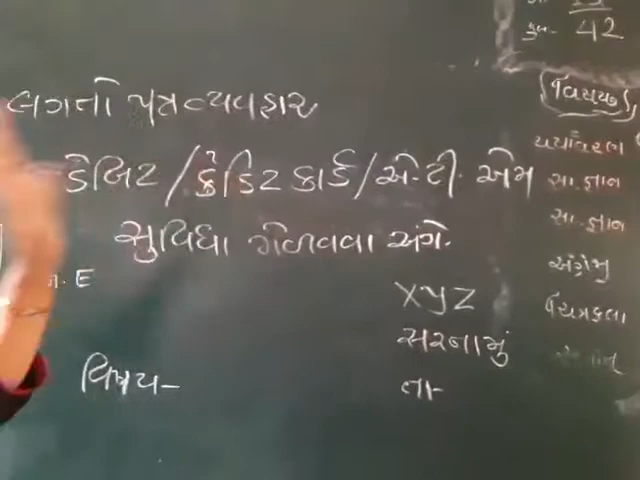 લગતો પત્રવ્યવહાર
ડેબિટ / ક્રેડિટ કાર્ડ / એ.ટી. એમ
સુવિધા મેળવવા અંગે.
E
XYZ
સરનામું
વિષય–
તા–
કુલ- 42
વિષય
પર્યાવરણ
સા. જ્ઞાન
સા. જ્ઞાન
ચિત્રકલા